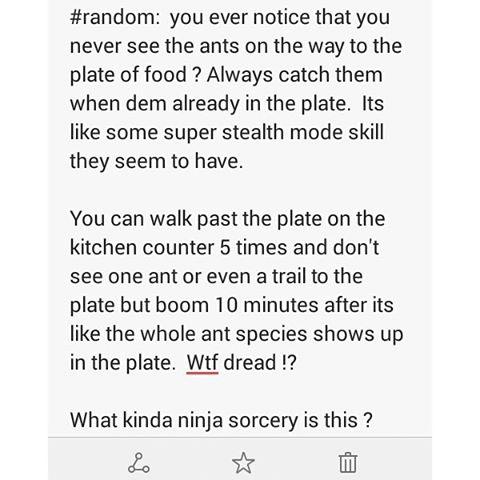 #random:  you ever notice that you
never see the ants on the way to the
plate of food ? Always catch them
when dem already in the plate.  Its
like some super stealth mode skill
they seem to have.
You can walk past the plate on the
kitchen counter 5 times and don't
see one ant or even a trail to the
plate but boom 10 minutes after its
like the whole ant species shows up
in the plate.  Wtf dread !?
What kinda ninja sorcery is this ?